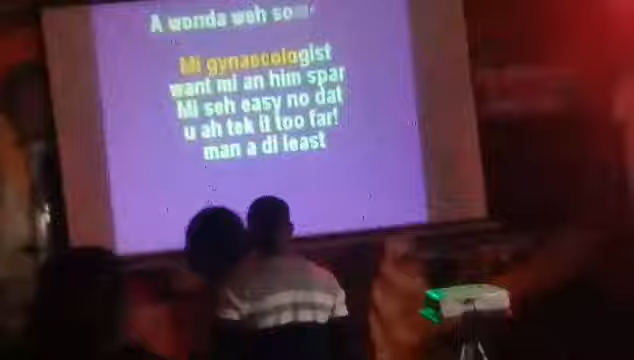 A wonda weh so
Mi gynaecologist
want mi an him spar
Mi seh easy no dat
u ah tek it too far!
man a di least